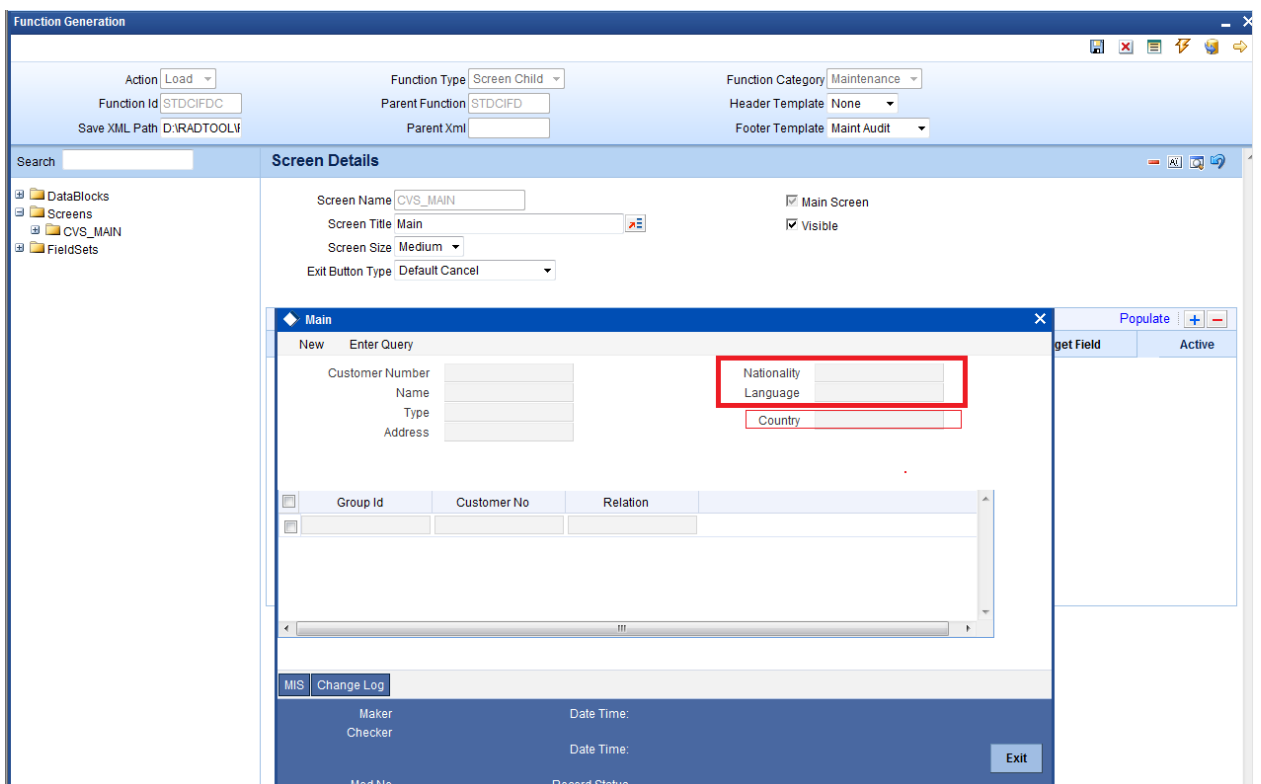 Function Generation
Action Load Function Type Screen Child Function Category Maintenance
Function Id STDCIFDC Parent Function STDCIFD Header Template None
Save XML Path D:\RADTOOL\F Parent Xml Footer Template Maint Audit
Search
Screen Details
DataBlocks
Screens
CVS_MAIN
FieldSets
Screen Name CVS_MAIN Main Screen
Screen Title Main Visible
Screen Size Medium
Exit Button Type Default Cancel
Populate
get Field Active
Main
New Enter Query
Customer Number Nationality
Name Language
Type Country
Address
Group Id Customer No Relation
MIS Change Log
Maker Date Time:
Checker
Date Time:
Exit
Mod No Record Status